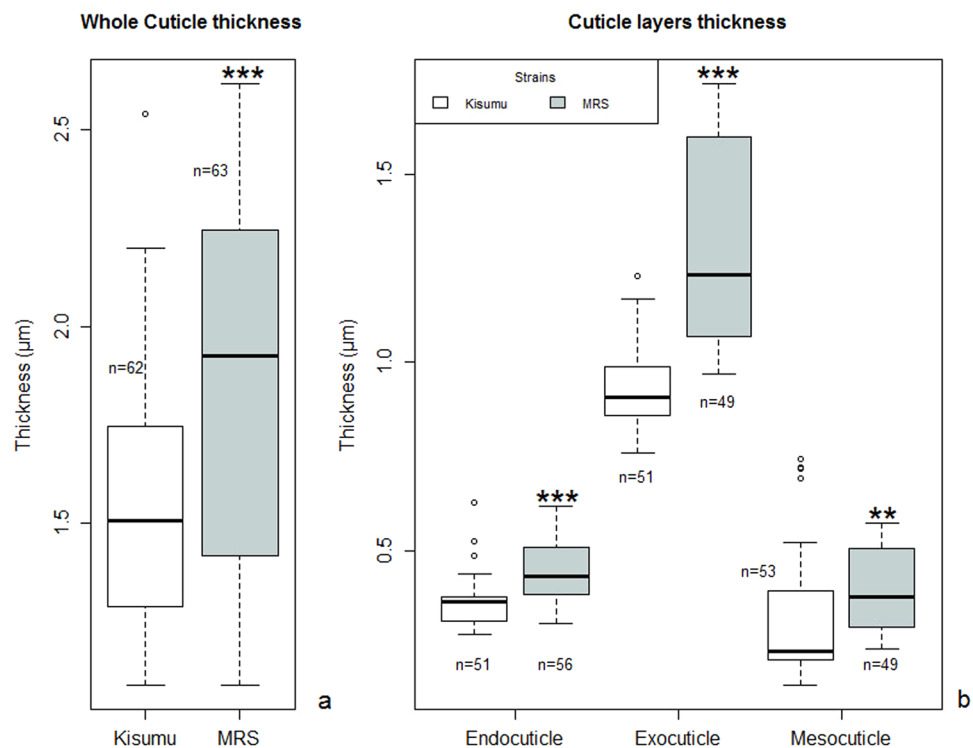 Whole Cuticle thickness
Cuticle layers thickness
Thickness (µm)
2.5
2.0
1.5
***
n=63
n=62
Kisumu
MRS
a
Thickness (µm)
1.5
1.0
0.5
Strains
Kisumu
MRS
***
n=49
n=51
***
**
n=53
n=51
n=56
n=49
Endocuticle
Exocuticle
Mesocuticle
b